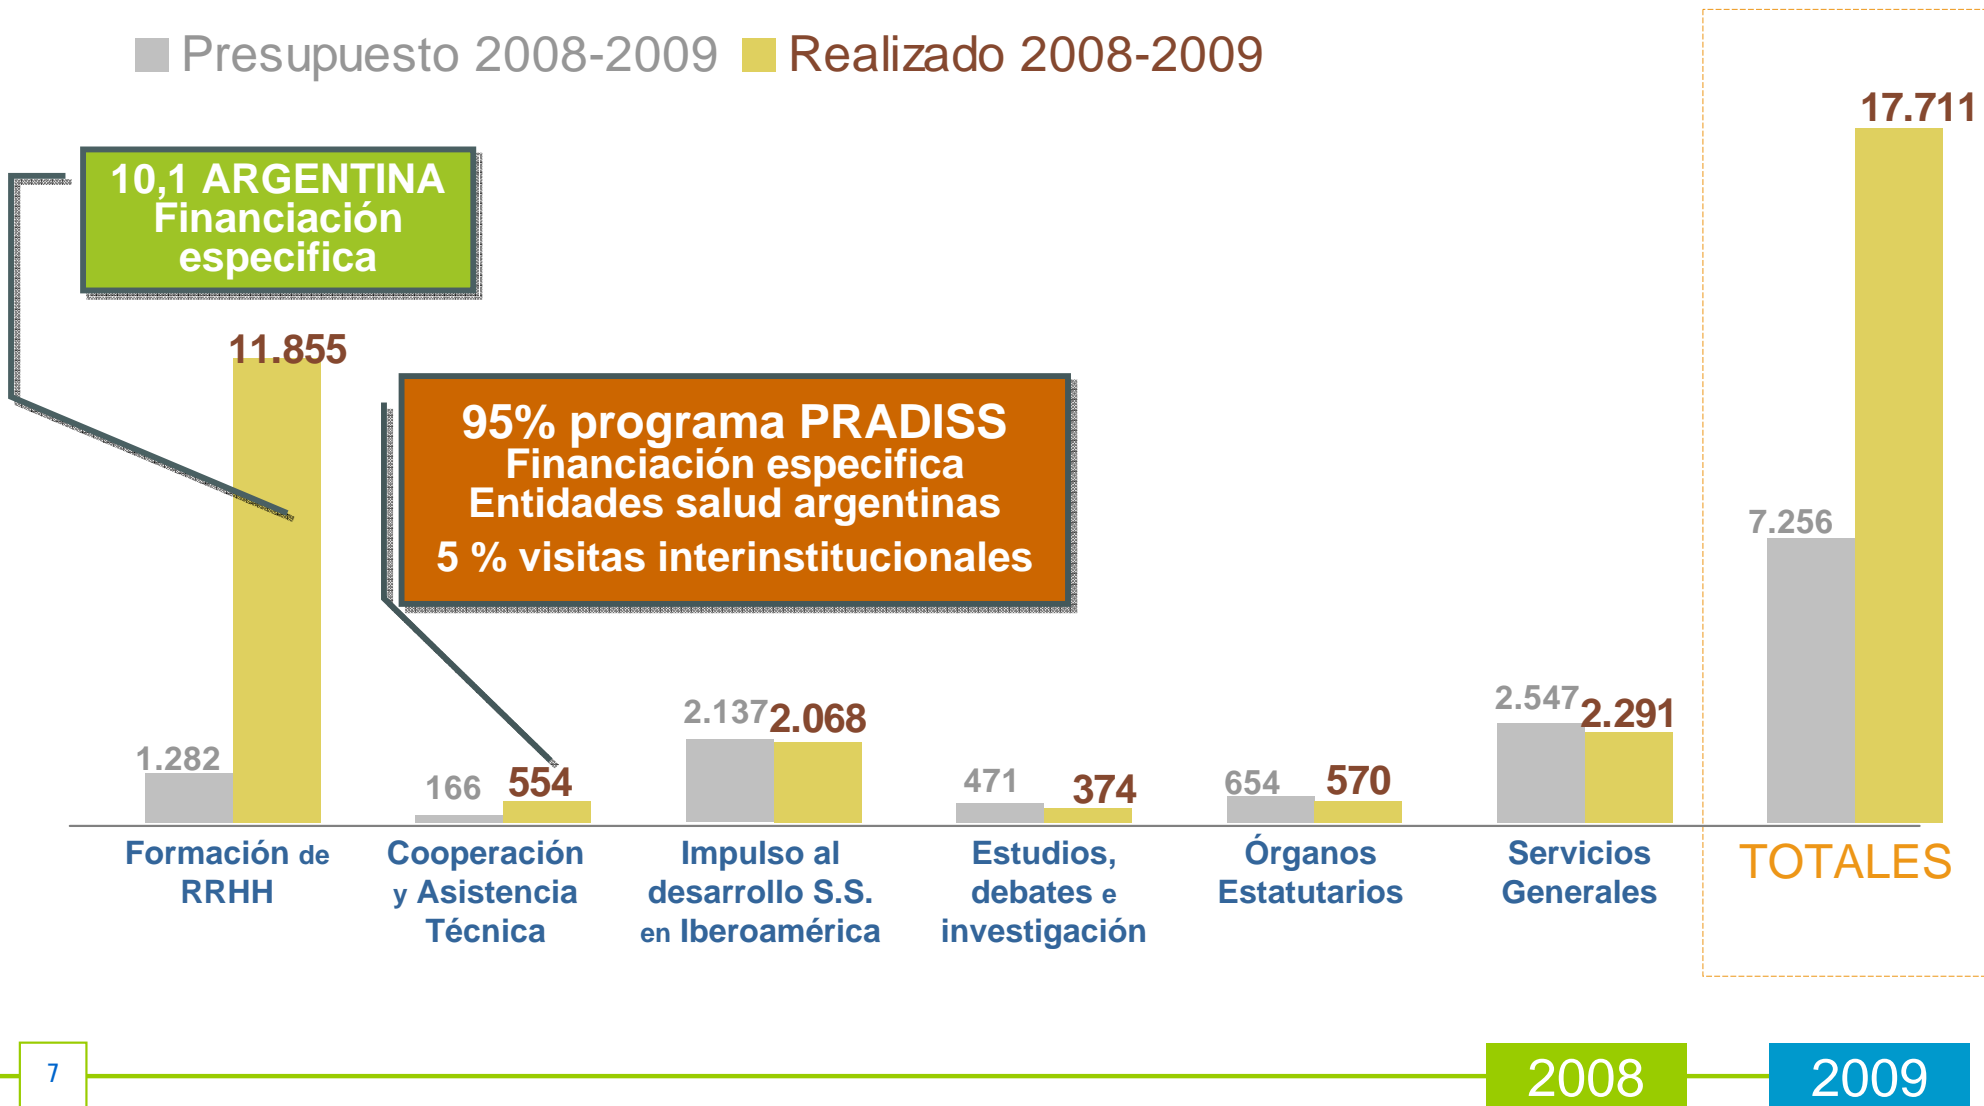 Presupuesto 2008-2009 Realizado 2008-2009
17.711
10,1 ARGENTINA
Financiación
especifica
11.855
95% programa PRADISS
Financiación especifica
Entidades salud argentinas
5 % visitas interinstitucionales
7.256
1.282
166
554
2.137
2.068
471
374
654
570
2.547
2.291
Formación de
RRHH
Cooperación
y Asistencia
Técnica
Impulso al
desarrollo S.S.
en Iberoamérica
Estudios,
debates e
investigación
Órganos
Estatutarios
Servicios
Generales
TOTALES
7
2008
2009